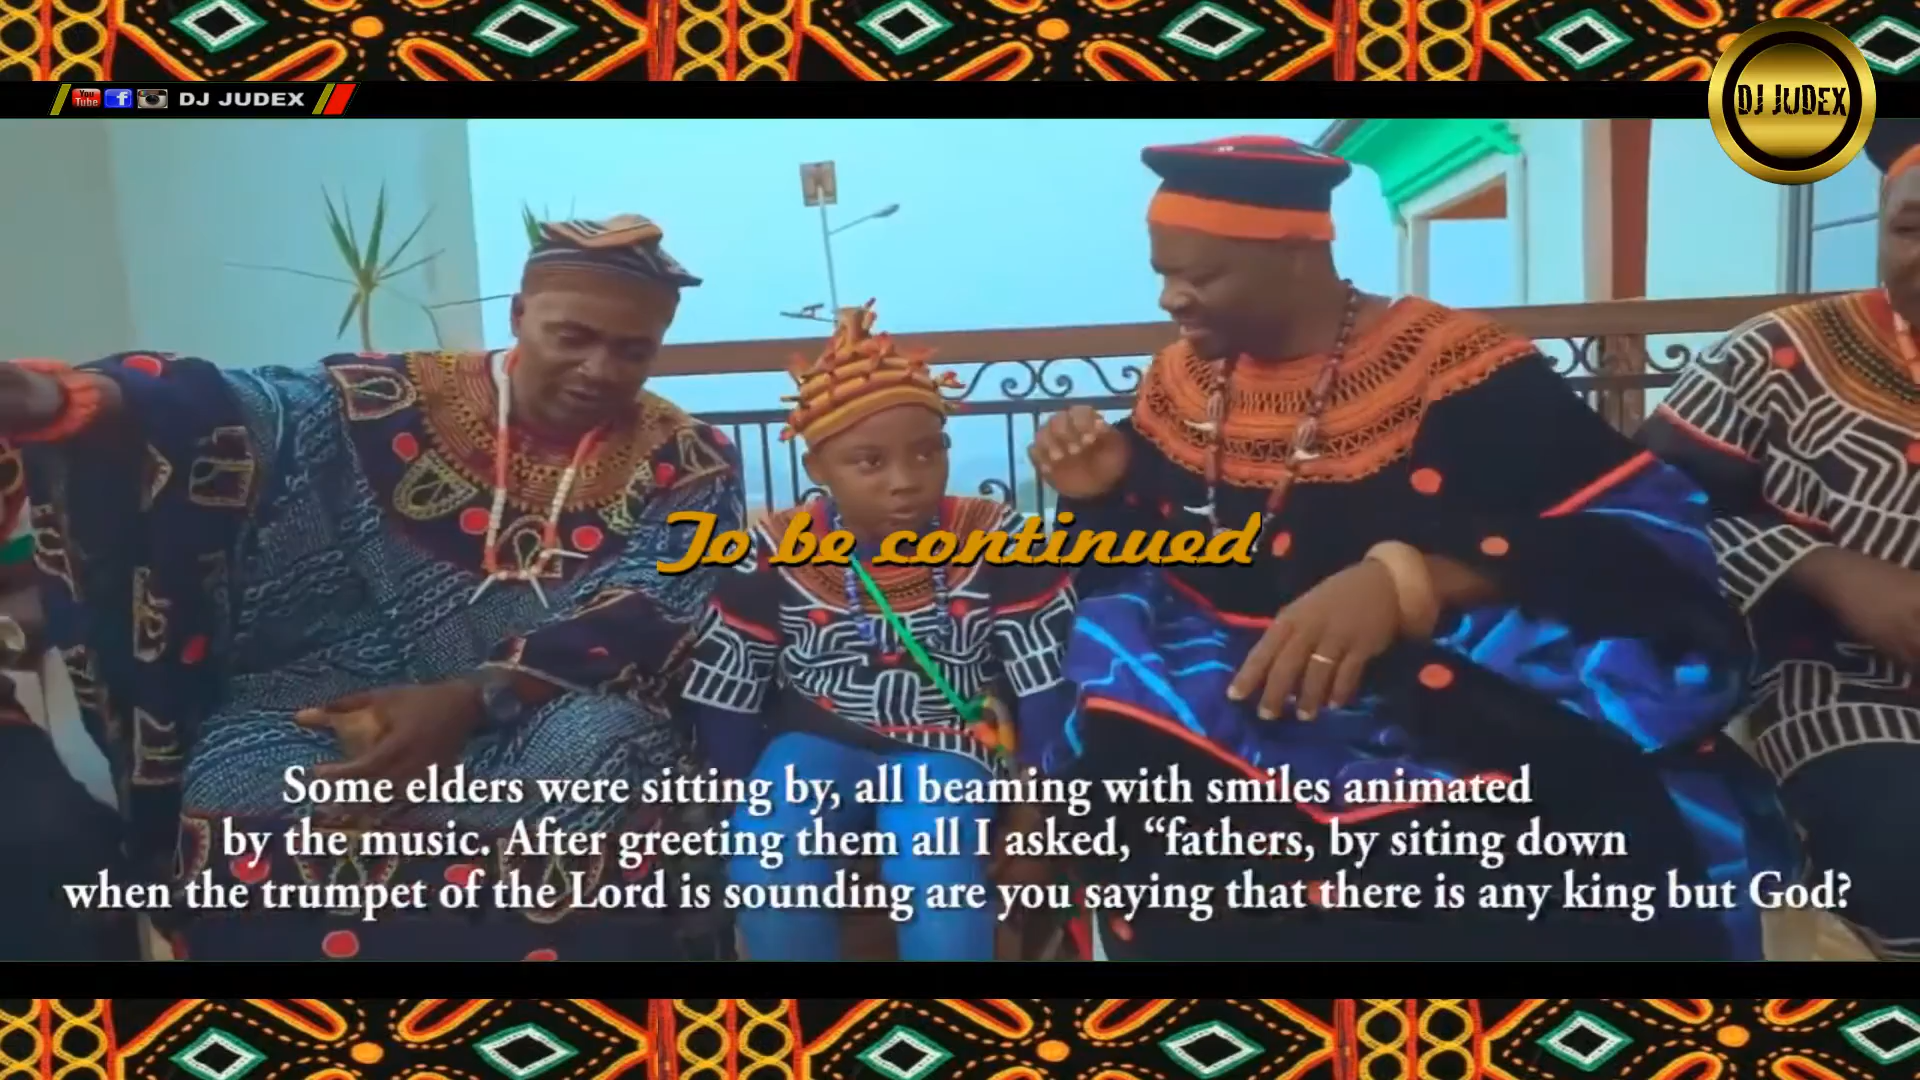 You
Tube
f
DJ JUDEX
DJ JUDEX
To be continued
Some elders were sitting by, all beaming with smiles animated
by the music. After greeting them all I asked, “fathers, by siting down
when the trumpet of the Lord is sounding are you saying that there is any king but God?